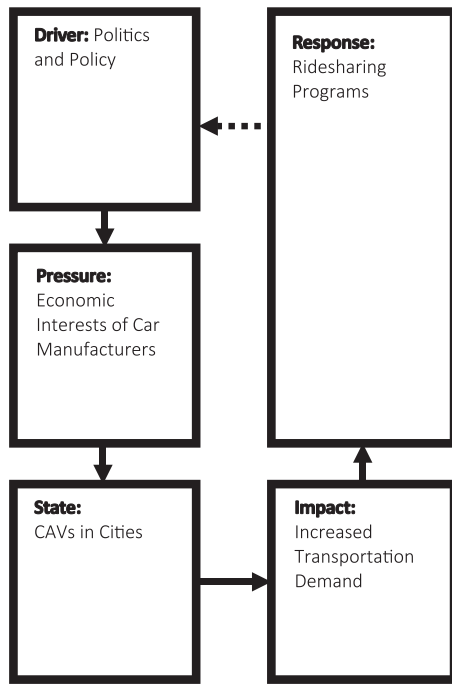 Driver: Politics
and Policy
Response:
Ridesharing
Programs
Pressure:
Economic
Interests of Car
Manufacturers
State:
CAVs in Cities
Impact:
Increased
Transportation
Demand